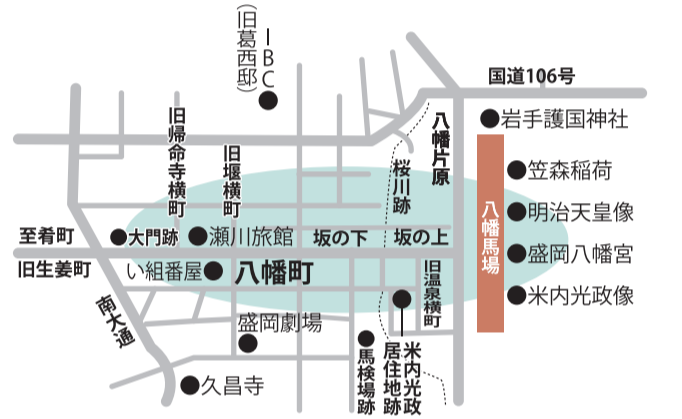 IBC
(旧葛西邸)
国道106号
岩手護国神社
八幡片原
旧帰命寺横町
旧堰横町
桜川跡
笠森稲荷
明治天皇像
盛岡八幡宮
米内光政像
八幡馬場
至肴町
大門跡
瀬川旅館
坂の下
坂の上
旧生姜町
い組番屋
八幡町
旧温泉横町
南大通
盛岡劇場
馬検場跡
米内光政
居住地跡
久昌寺